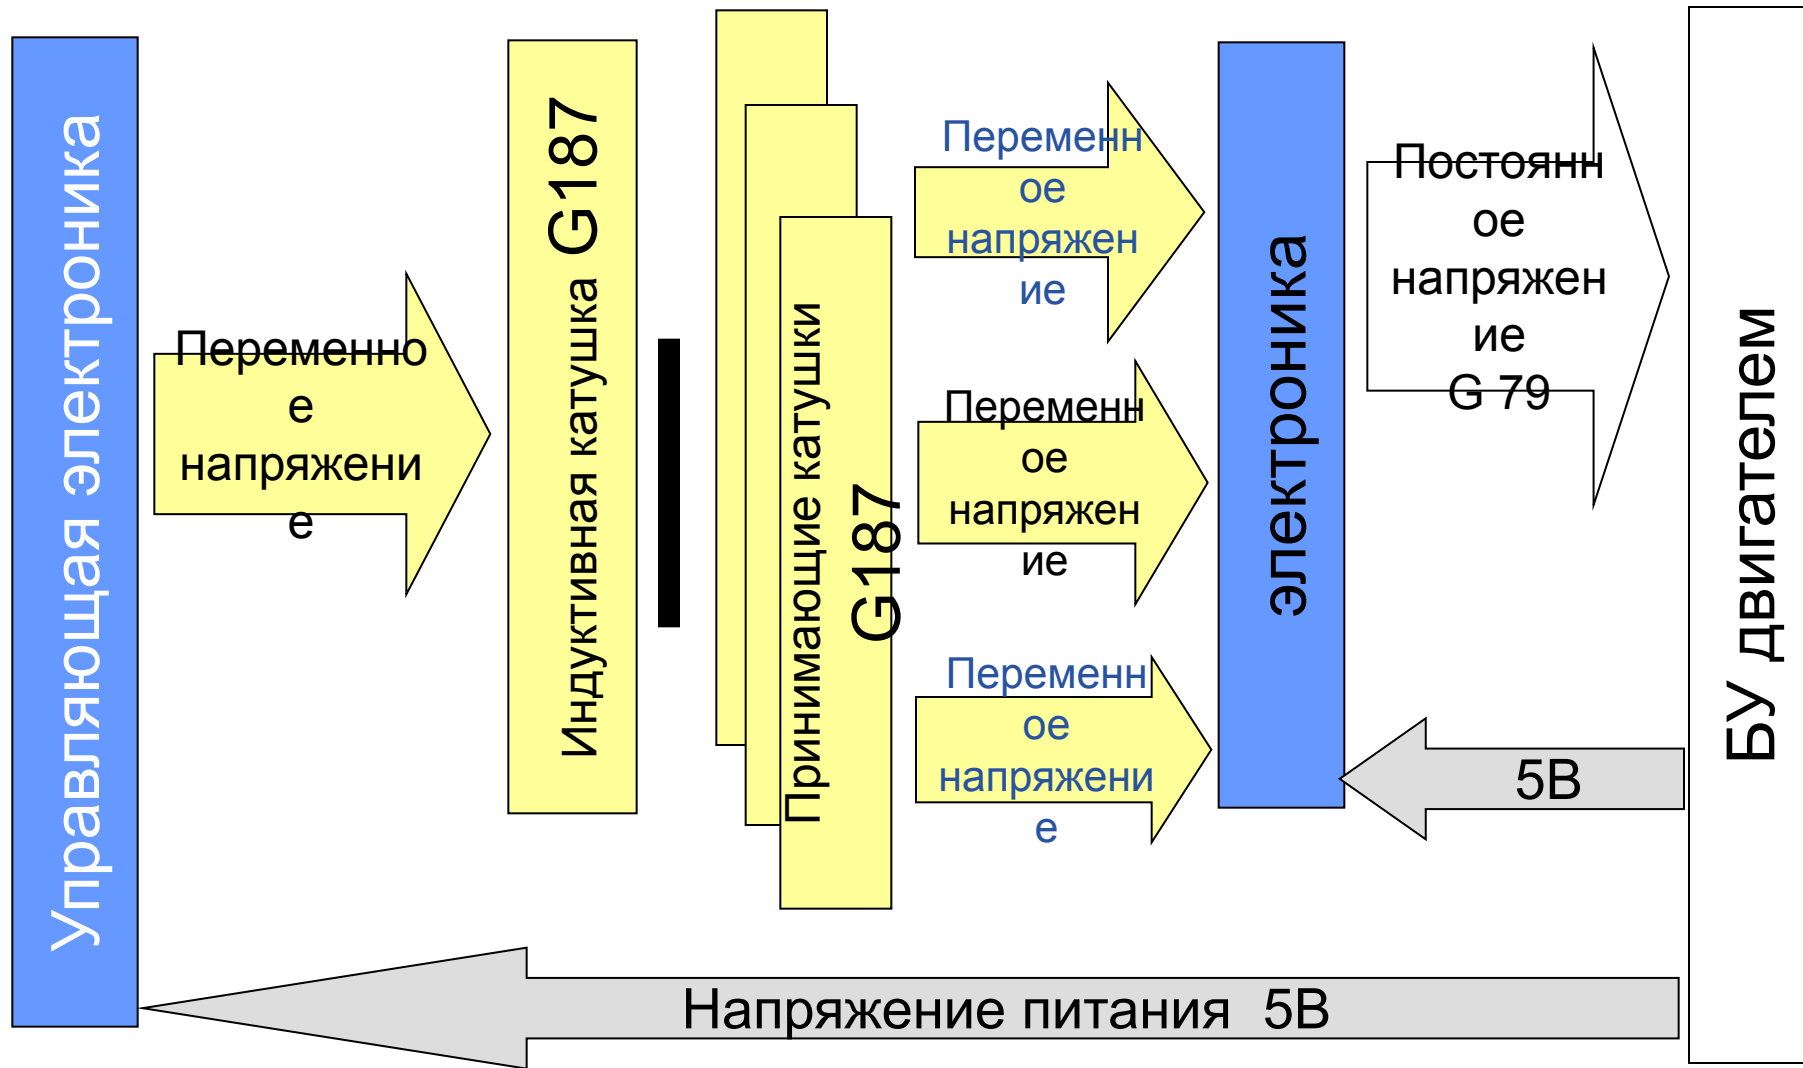 Управляющая электроника
Переменно
е
напряжени
е
Индуктивная катушка G187
Принимающие катушки
G187
Переменн
ое
напряжен
ие
Переменн
ое
напряжен
ие
Переменн
ое
напряжени
е
электроника
Постоянн
ое
напряжен
ие
G 79
5В
БУ двигателем
Напряжение питания 5В